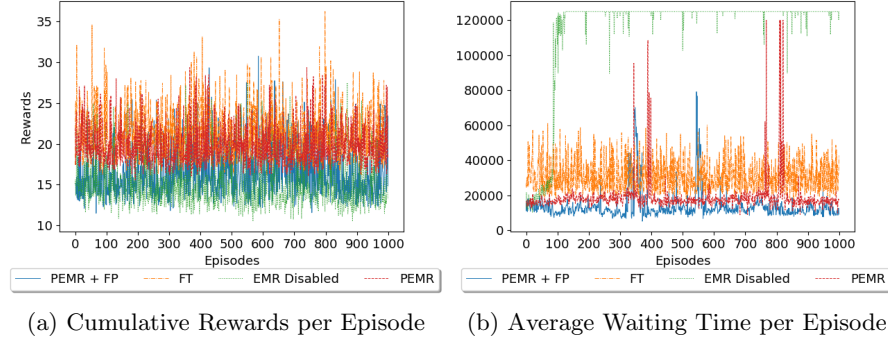 35
30
25
20
15
10
Rewards
0 100 200 300 400 500 600 700 800 900 1000
Episodes
PEMR + FP FT EMR Disabled PEMR
(a) Cumulative Rewards per Episode
120000
100000
80000
60000
40000
20000
0
0 100 200 300 400 500 600 700 800 900 1000
Episodes
PEMR + FP FT EMR Disabled PEMR
(b) Average Waiting Time per Episode